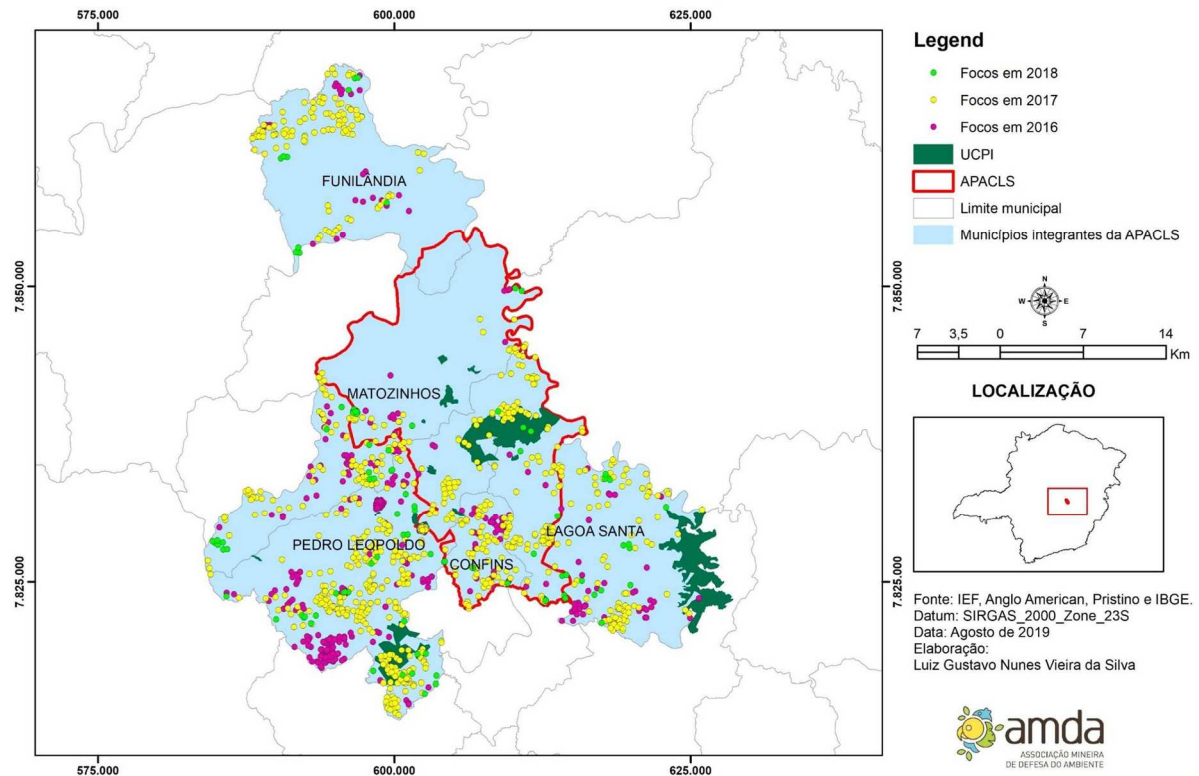 575.000
600.000
625.000
7.850.000
7.825.000
FUNILÂNDIA
MATOZINHOS
PEDRO LEOPOLDO
LAGOA SANTA
CONFINS
7.850.000
7.825.000
575.000
600.000
625.000
Legend
Focos em 2018
Focos em 2017
Focos em 2016
UCPI
APACLS
Limite municipal
Municípios integrantes da APACLS
N
W
E
S
7 3,5 0 7 14
Km
LOCALIZAÇÃO
Fonte: IEF, Anglo American, Pristino e IBGE.
Datum: SIRGAS_2000_Zone_23S
Data: Agosto de 2019
Elaboração:
Luiz Gustavo Nunes Vieira da Silva
amda
ASSOCIAÇÃO MINEIRA
DE DEFESA DO AMBIENTE